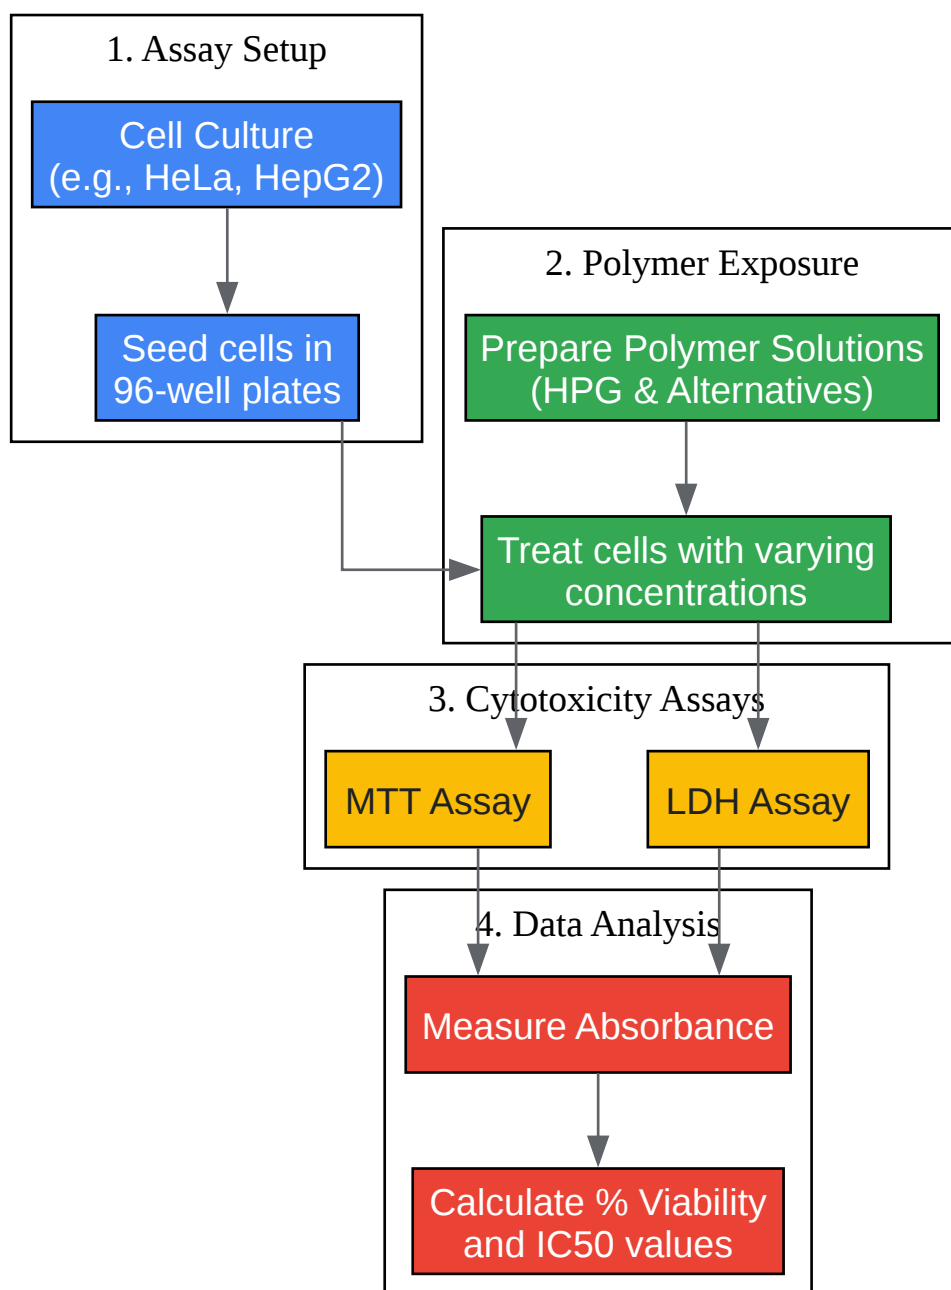 1. Assay Setup
Cell Culture
(e.g., HeLa, HepG2)
Seed cells in
96-well plates
2. Polymer Exposure
Prepare Polymer Solutions
(HPG & Alternatives)
Treat cells with varying
concentrations
3. Cytotoxicity Assays
MTT Assay
LDH Assay
4. Data Analysis
Measure Absorbance
Calculate % Viability
and IC50 values